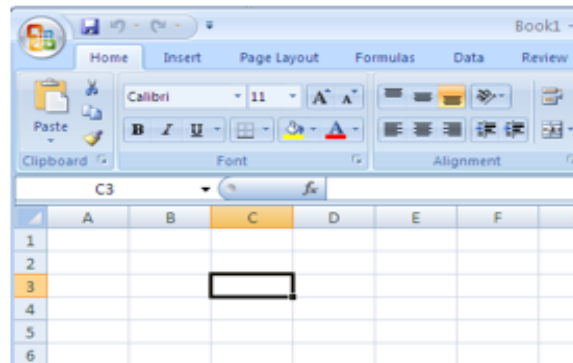 Book1 -
Home Insert Page Layout Formulas Data Review
Paste
Calibri 11 A A
B I U A
Clipboard Font Alignment
C3 fx
A B C D E F
1
2
3
4
5
6